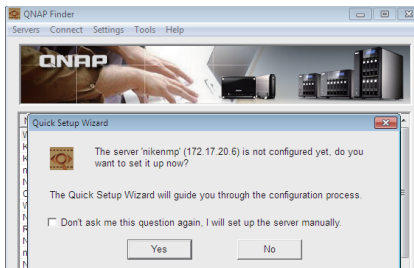 QNAP Finder
Servers Connect Settings Tools Help
QNAP
Quick Setup Wizard
The server 'nikenmp' (172.17.20.6) is not configured yet, do you
want to set it up now?
The Quick Setup Wizard will guide you through the configuration process.
Don't ask me this question again, I will set up the server manually.
Yes No